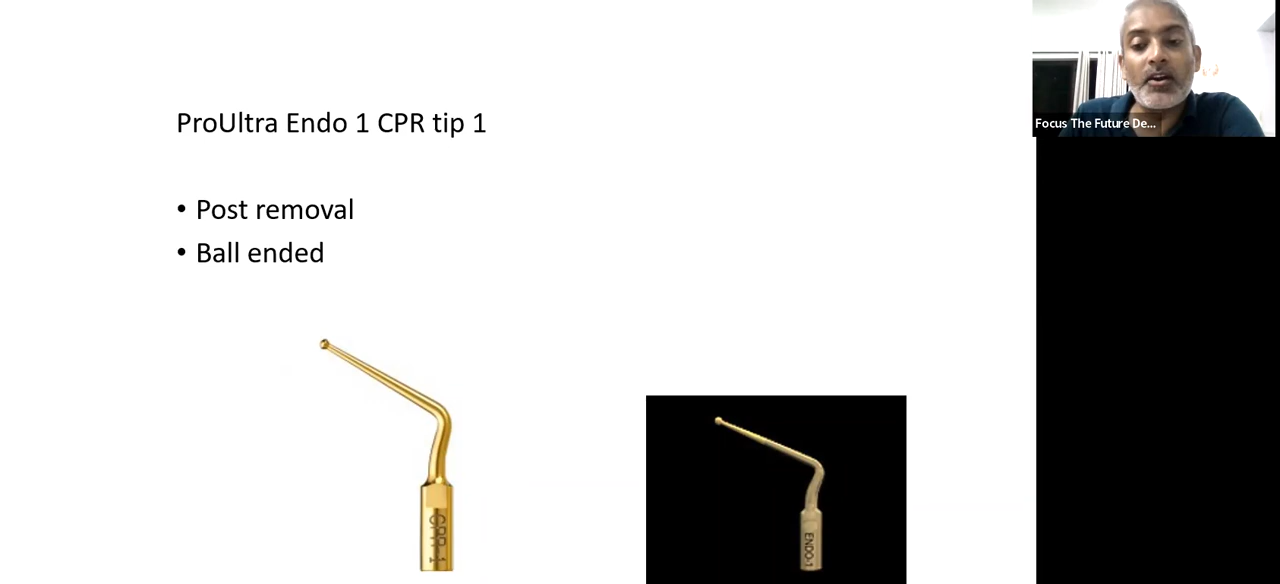 ProUltra Endo 1 CPR tip 1
• Post removal
• Ball ended
CPR-1
ENDO-1
Focus The Future De...